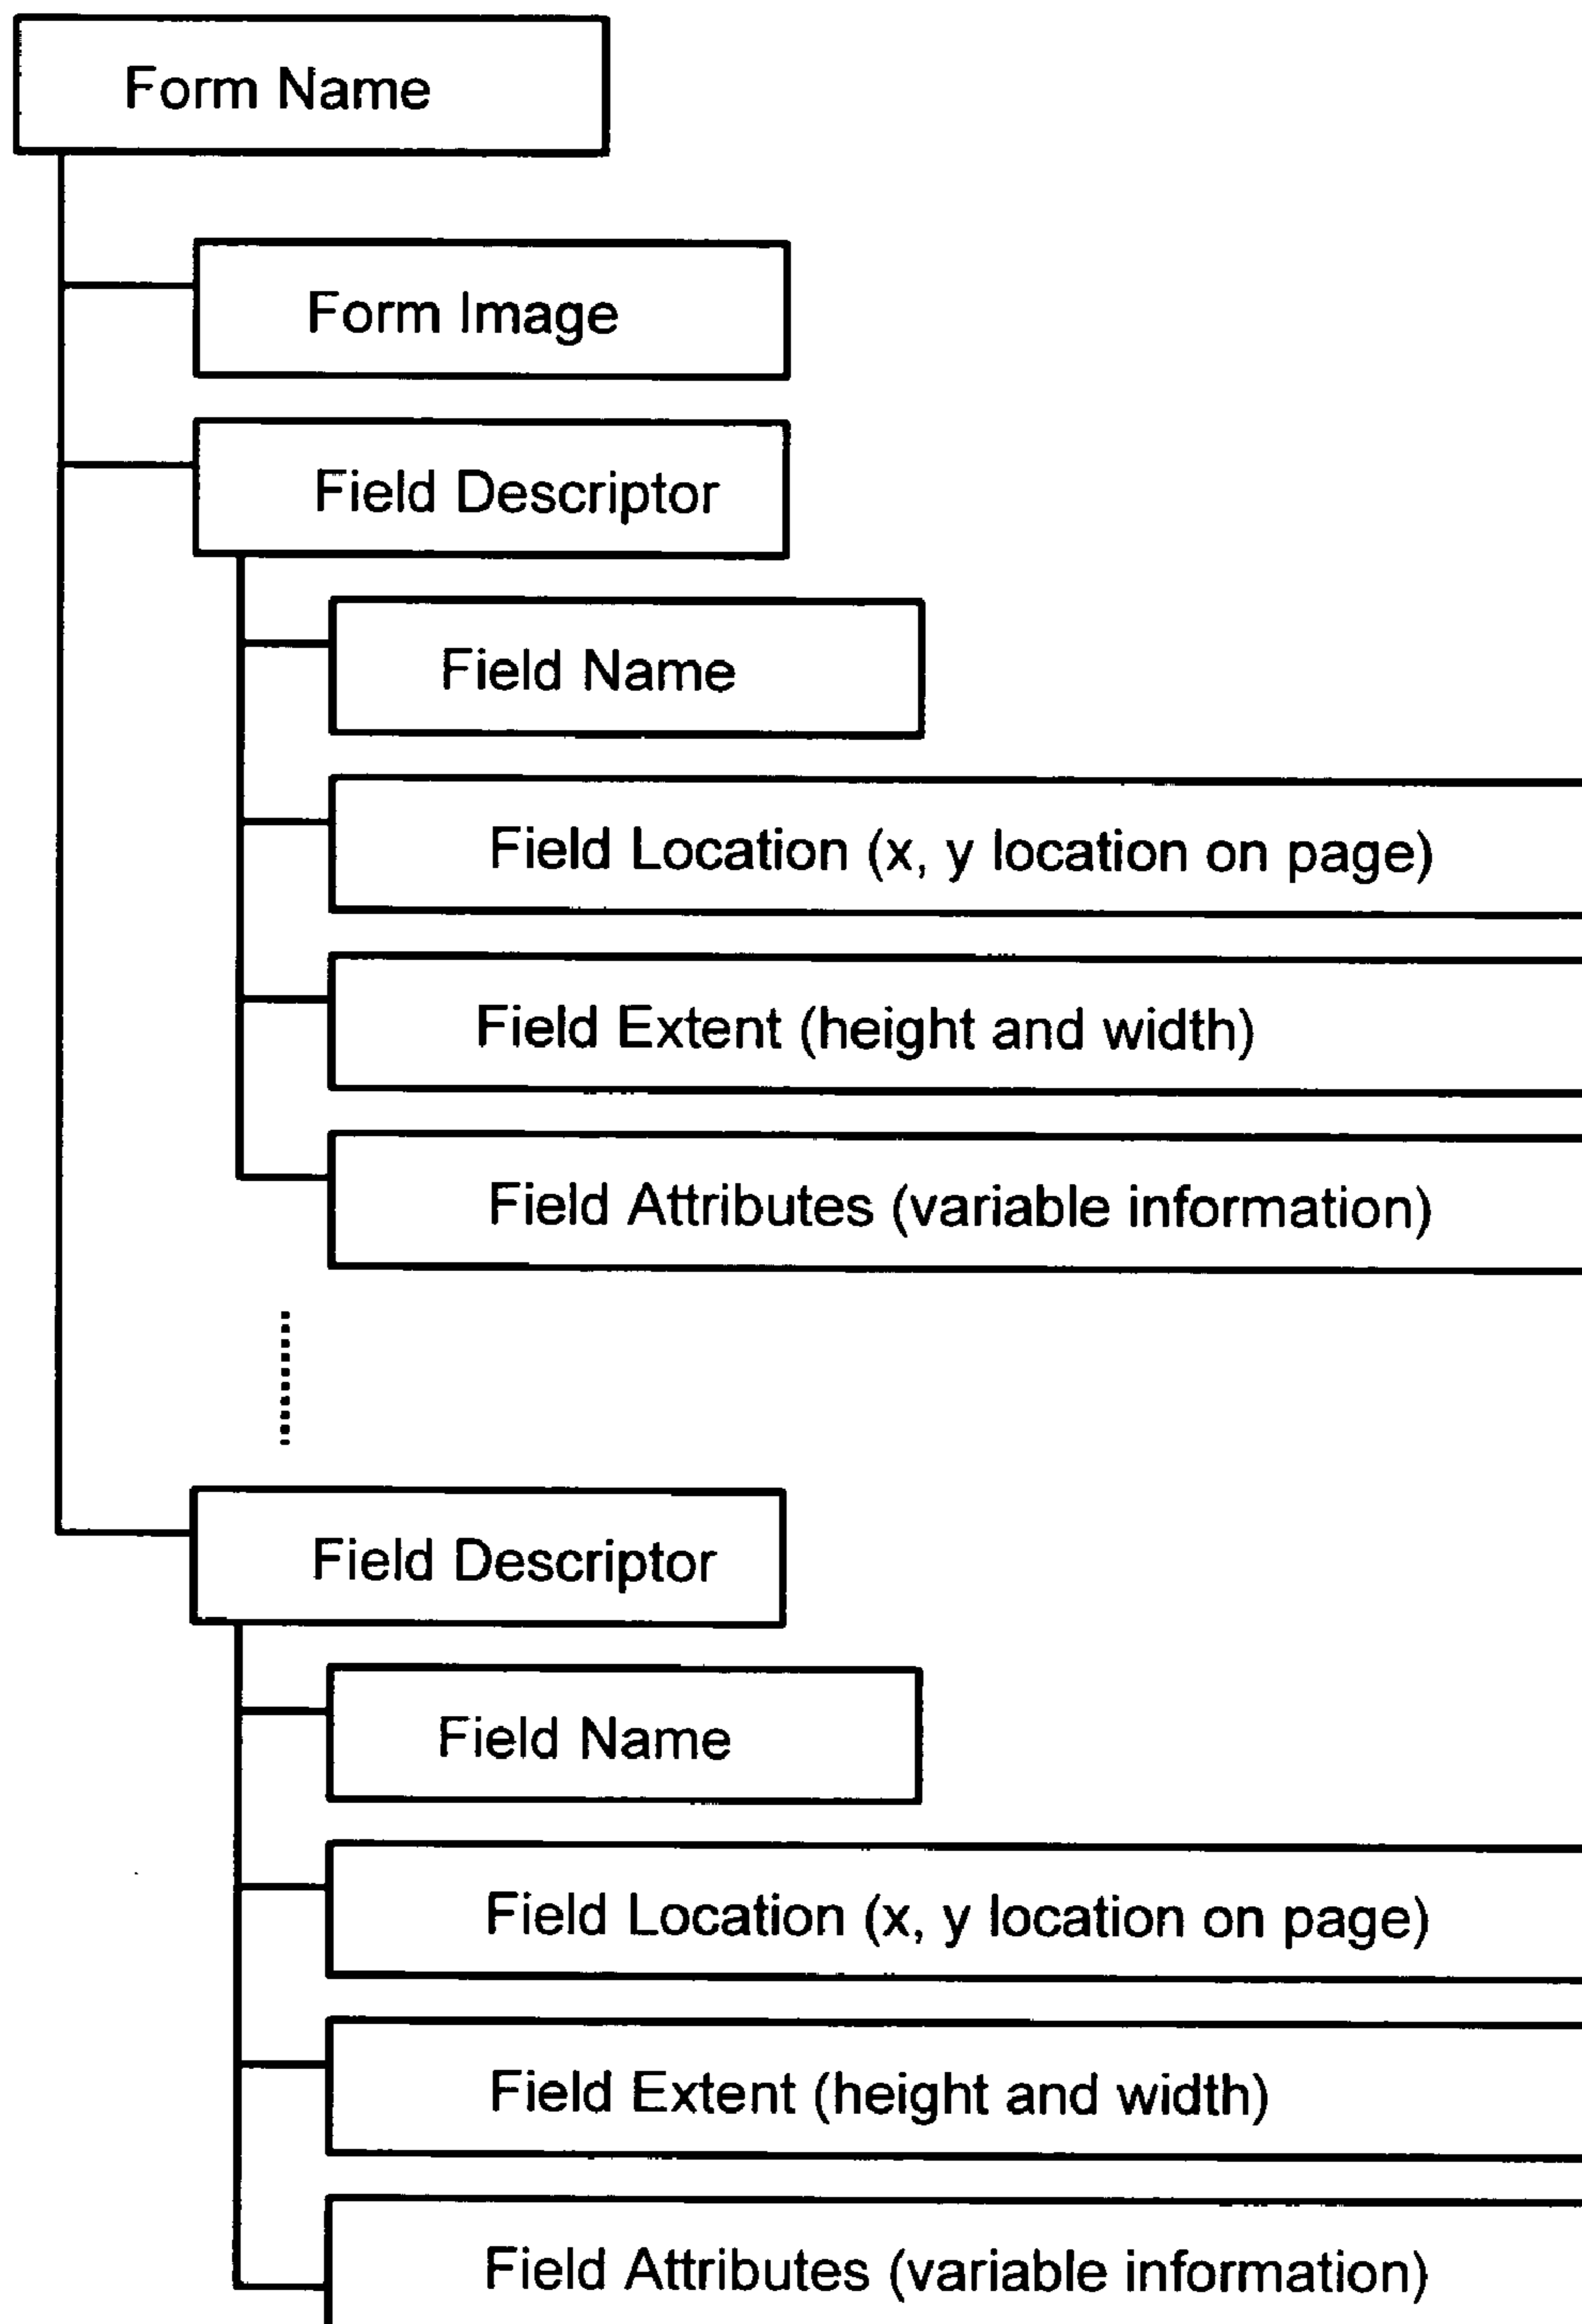 Form Name
Form Image
Field Descriptor
Field Name
Field Location (x, y location on page)
Field Extent (height and width)
Field Attributes (variable information)
Field Descriptor
Field Name
Field Location (x, y location on page)
Field Extent (height and width)
Field Attributes (variable information)